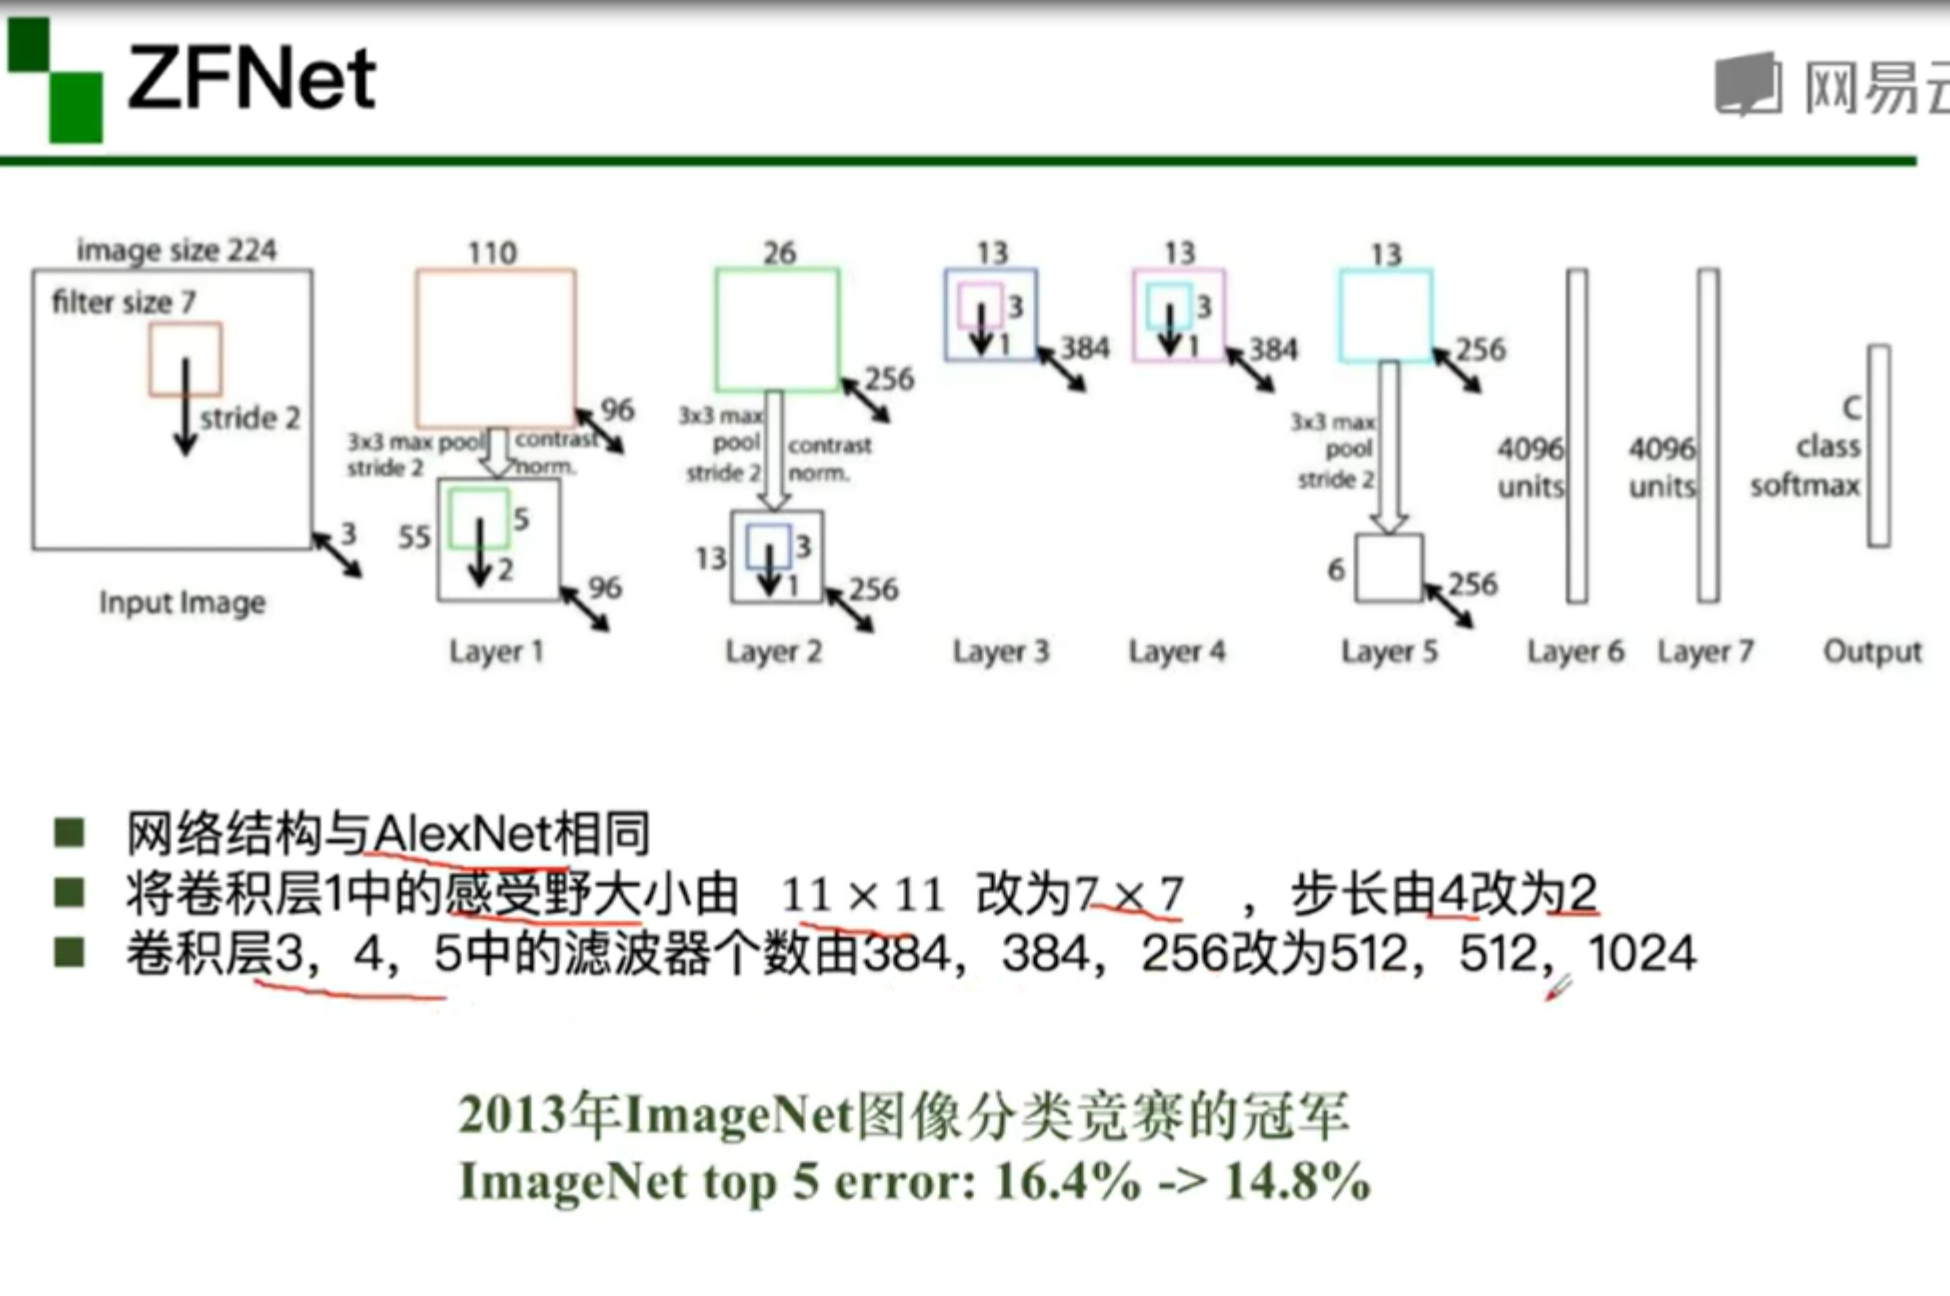 ZFNet
网易云
image size 224
filter size 7
stride 2
3
Input Image
110
96
3x3 max pool
stride 2
contrast
norm.
55
5
2
96
Layer 1
26
256
3x3 max
pool
stride 2
contrast
norm.
13
3
1
256
Layer 2
13
3
1
384
Layer 3
13
3
1
384
Layer 4
13
256
3x3 max
pool
stride 2
6
256
Layer 5
4096
units
Layer 6
4096
units
Layer 7
C
class
softmax
Output
网络结构与AlexNet相同
将卷积层1中的感受野大小由 11 × 11 改为7 × 7 ，步长由4改为2
卷积层3，4，5中的滤波器个数由384，384，256改为512，512，1024
2013年ImageNet图像分类竞赛的冠军
ImageNet top 5 error: 16.4% -> 14.8%